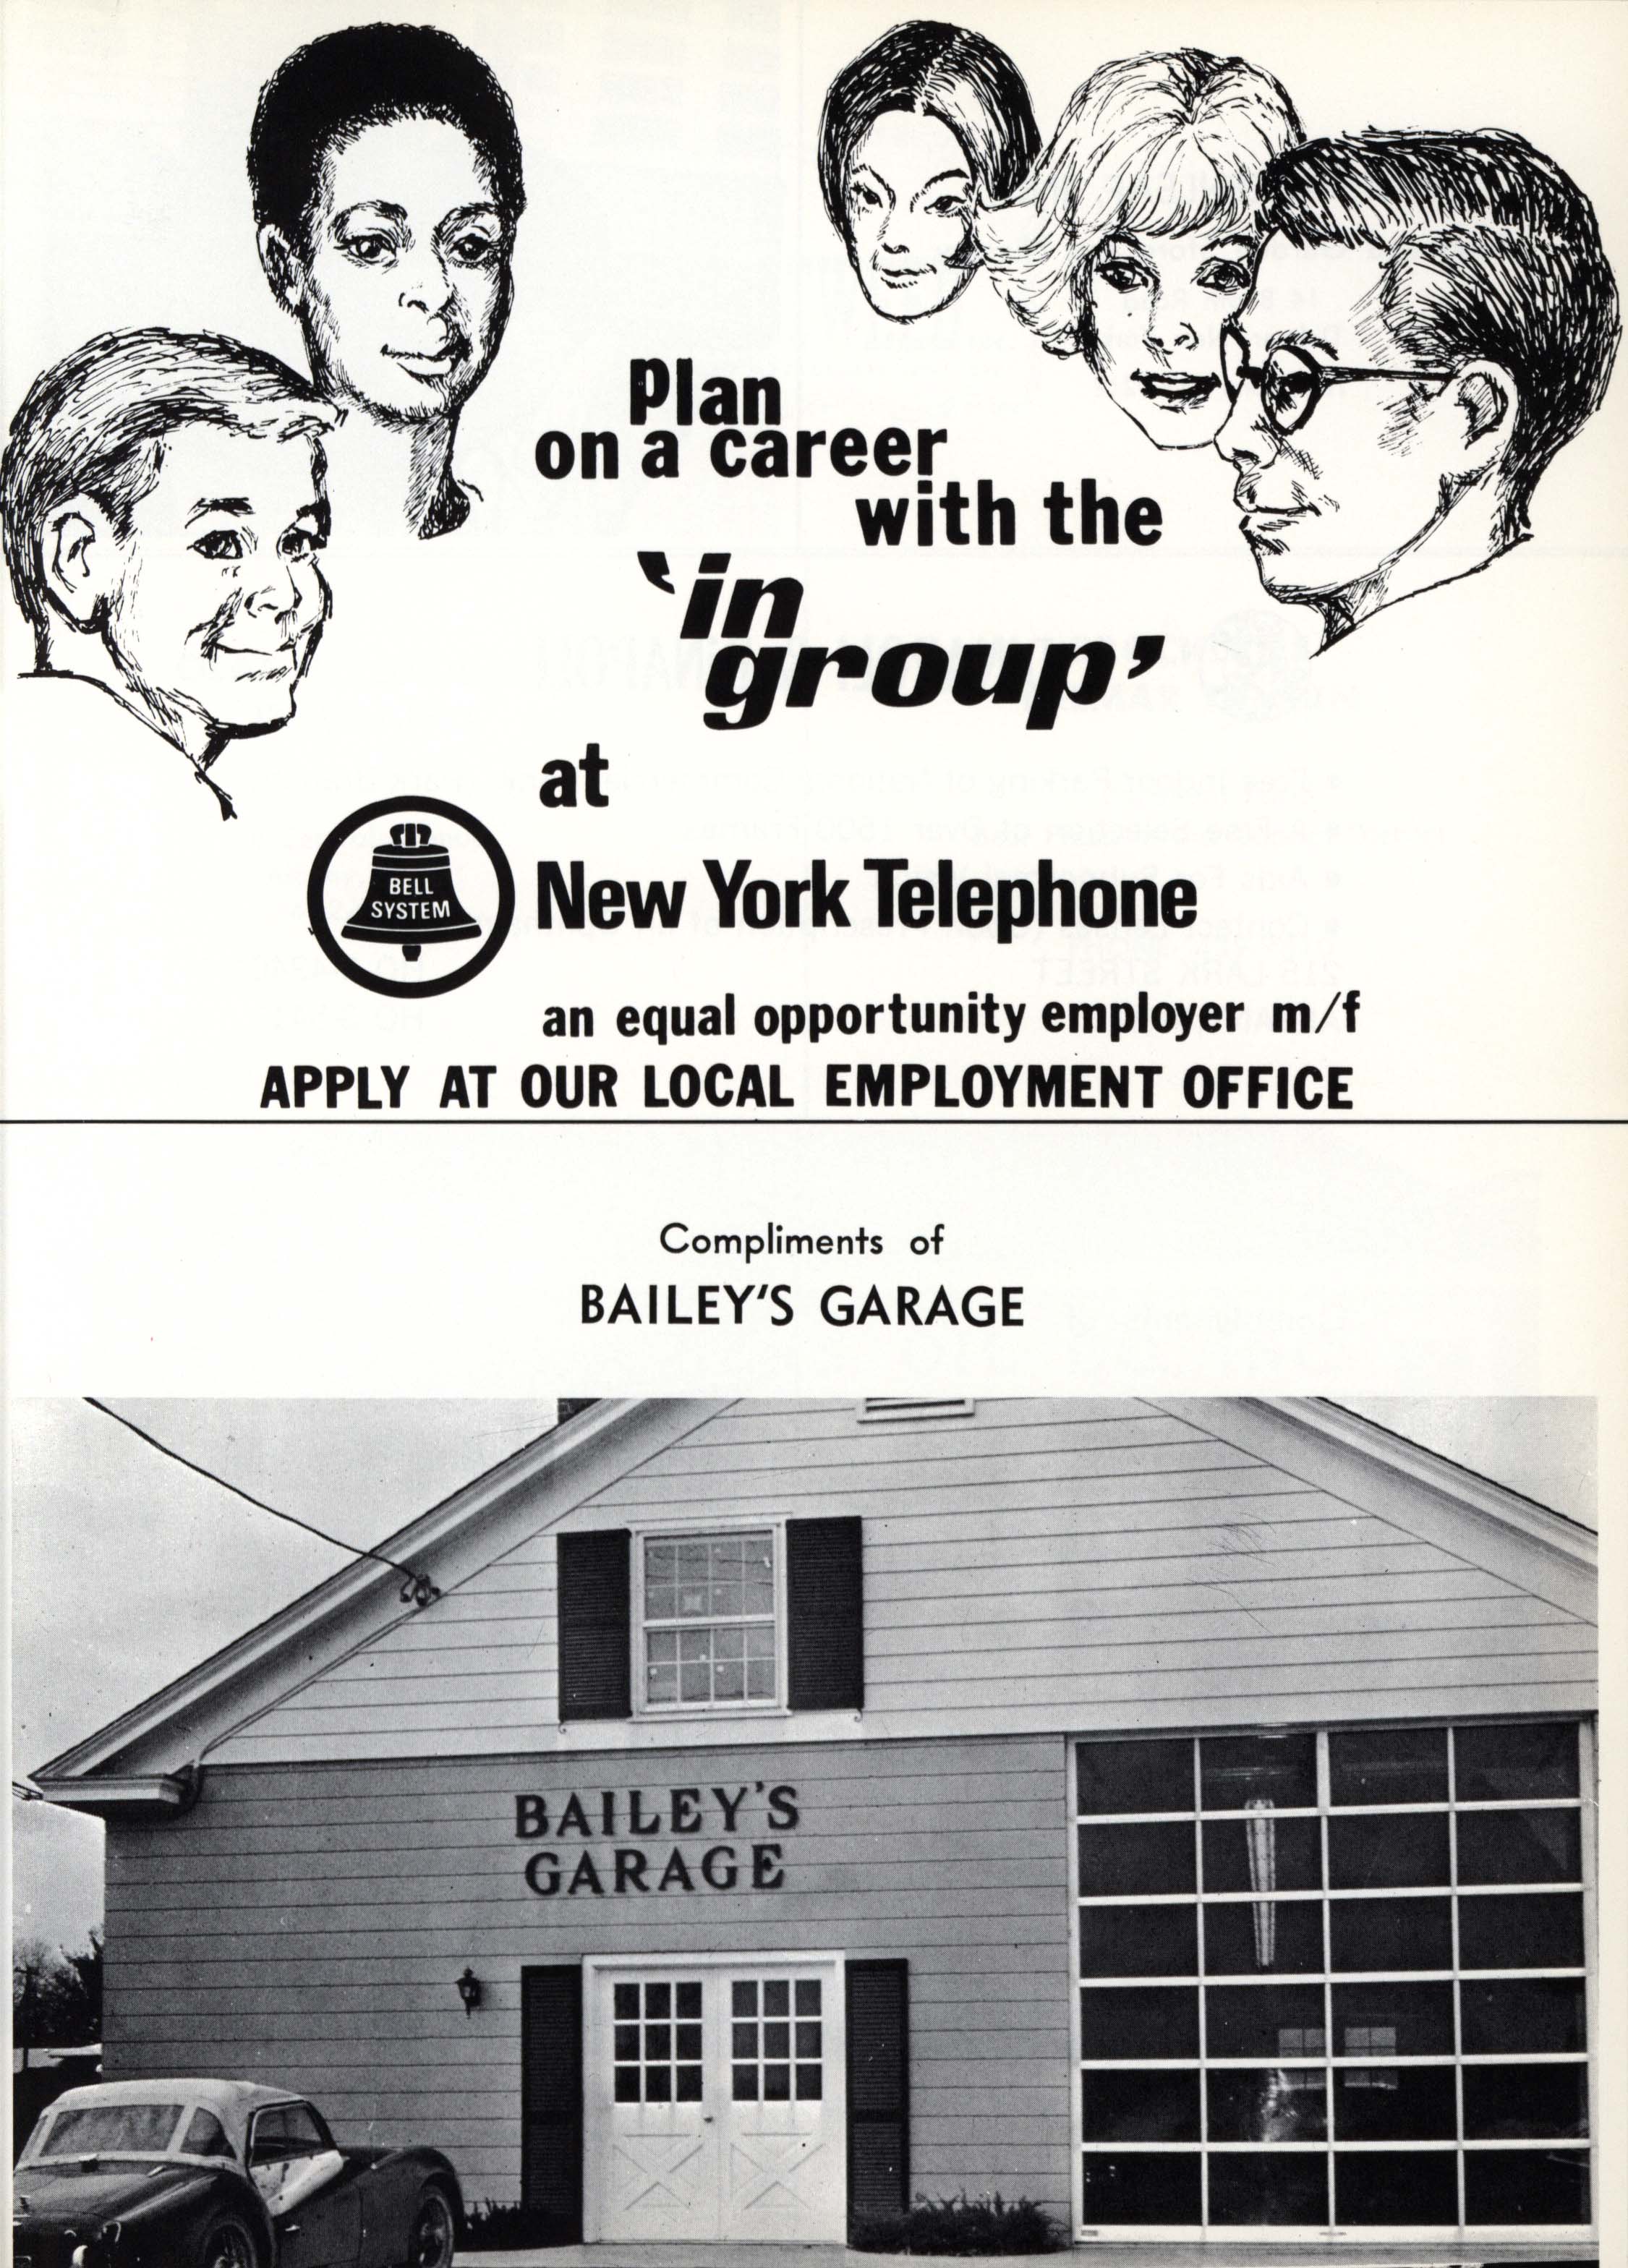 Plan
on a career
with the
'in
group'
at
BELL
SYSTEM
New York Telephone
an equal opportunity employer m/f
APPLY AT OUR LOCAL EMPLOYMENT OFFICE
Compliments of
BAILEY'S GARAGE
BAILEY'S
GARAGE